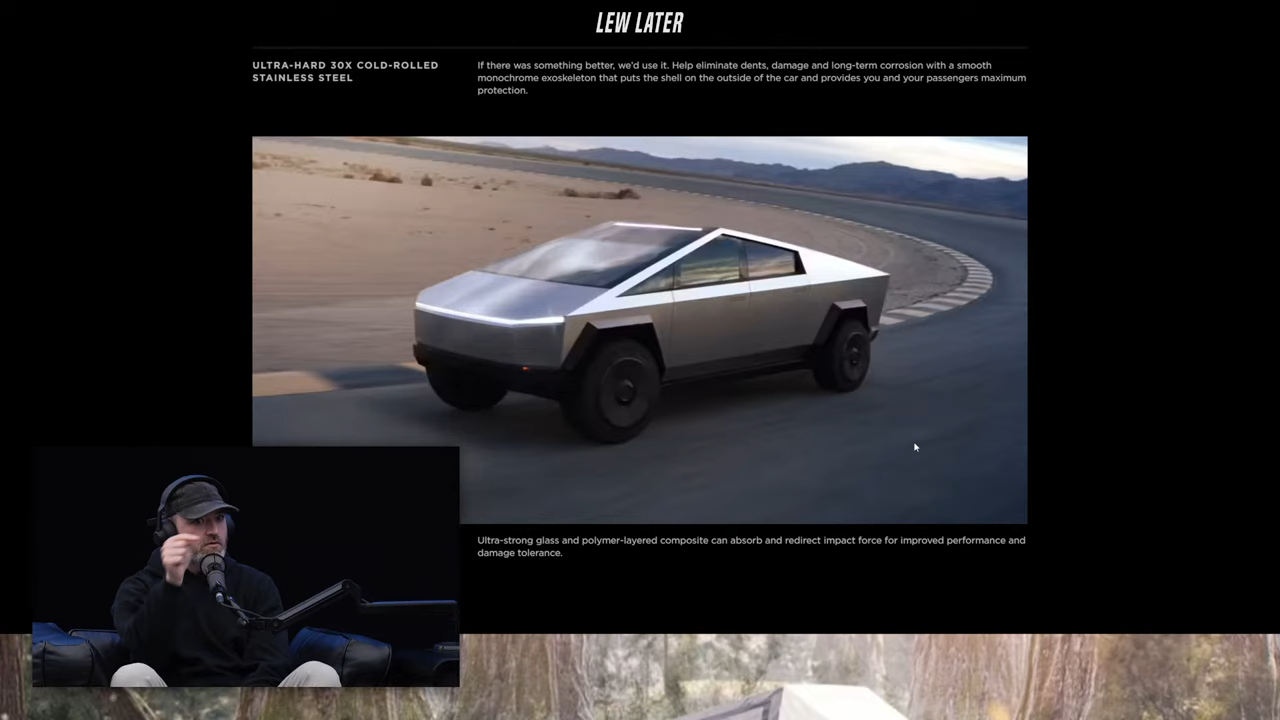 LEW LATER
ULTRA-HARD 30X COLD-ROLLED
STAINLESS STEEL
If there was something better, we'd use it. Help eliminate dents, damage and long-term corrosion with a smooth
monochrome exoskeleton that puts the shell on the outside of the car and provides you and your passengers maximum
protection.
Ultra-strong glass and polymer-layered composite can absorb and redirect impact force for improved performance and
damage tolerance.